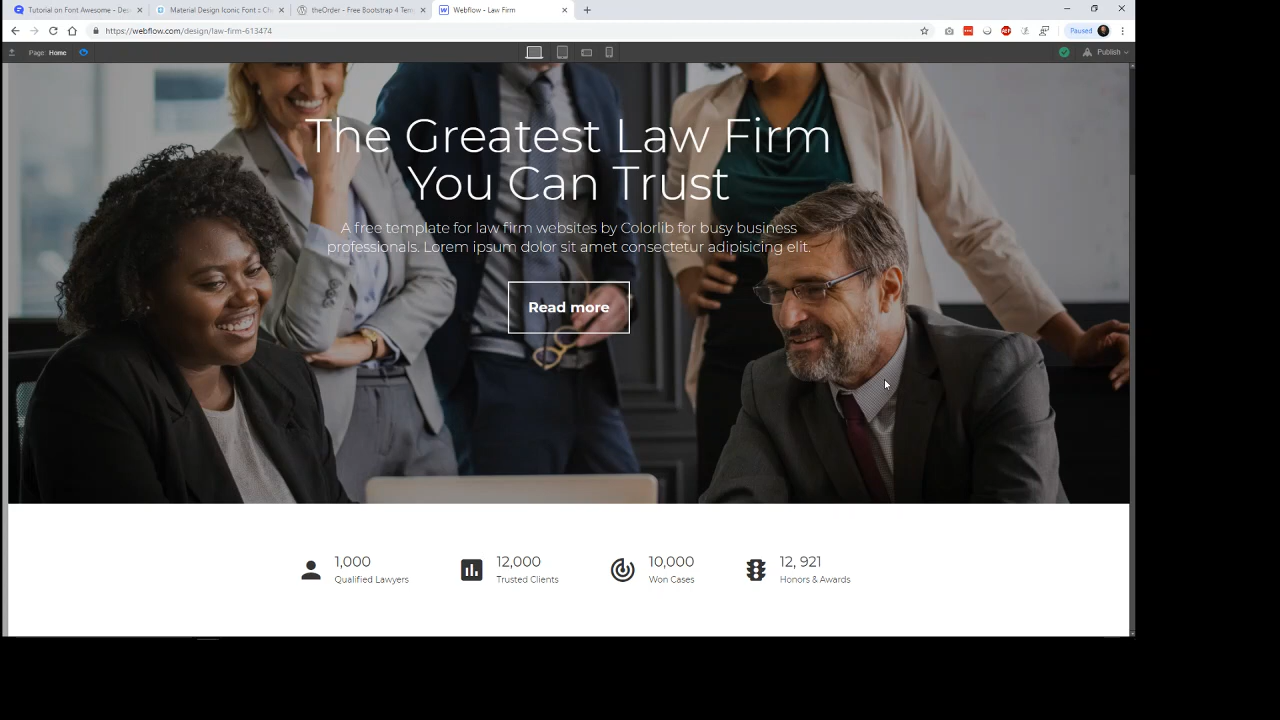 Tutorial on Font Awesome - Des
Material Design Iconic Font :: Che
theOrder - Free Bootstrap 4 Tem
Webflow - Law Firm
https://webflow.com/design/law-firm-613474
ABP
Paused
Page: Home
Publish
The Greatest Law Firm
You Can Trust
A free template for law firm websites by Colorlib for busy business
professionals. Lorem ipsum dolor sit amet consectetur adipisicing elit.
Read more
1,000
Qualified Lawyers
12,000
Trusted Clients
10,000
Won Cases
12, 921
Honors & Awards